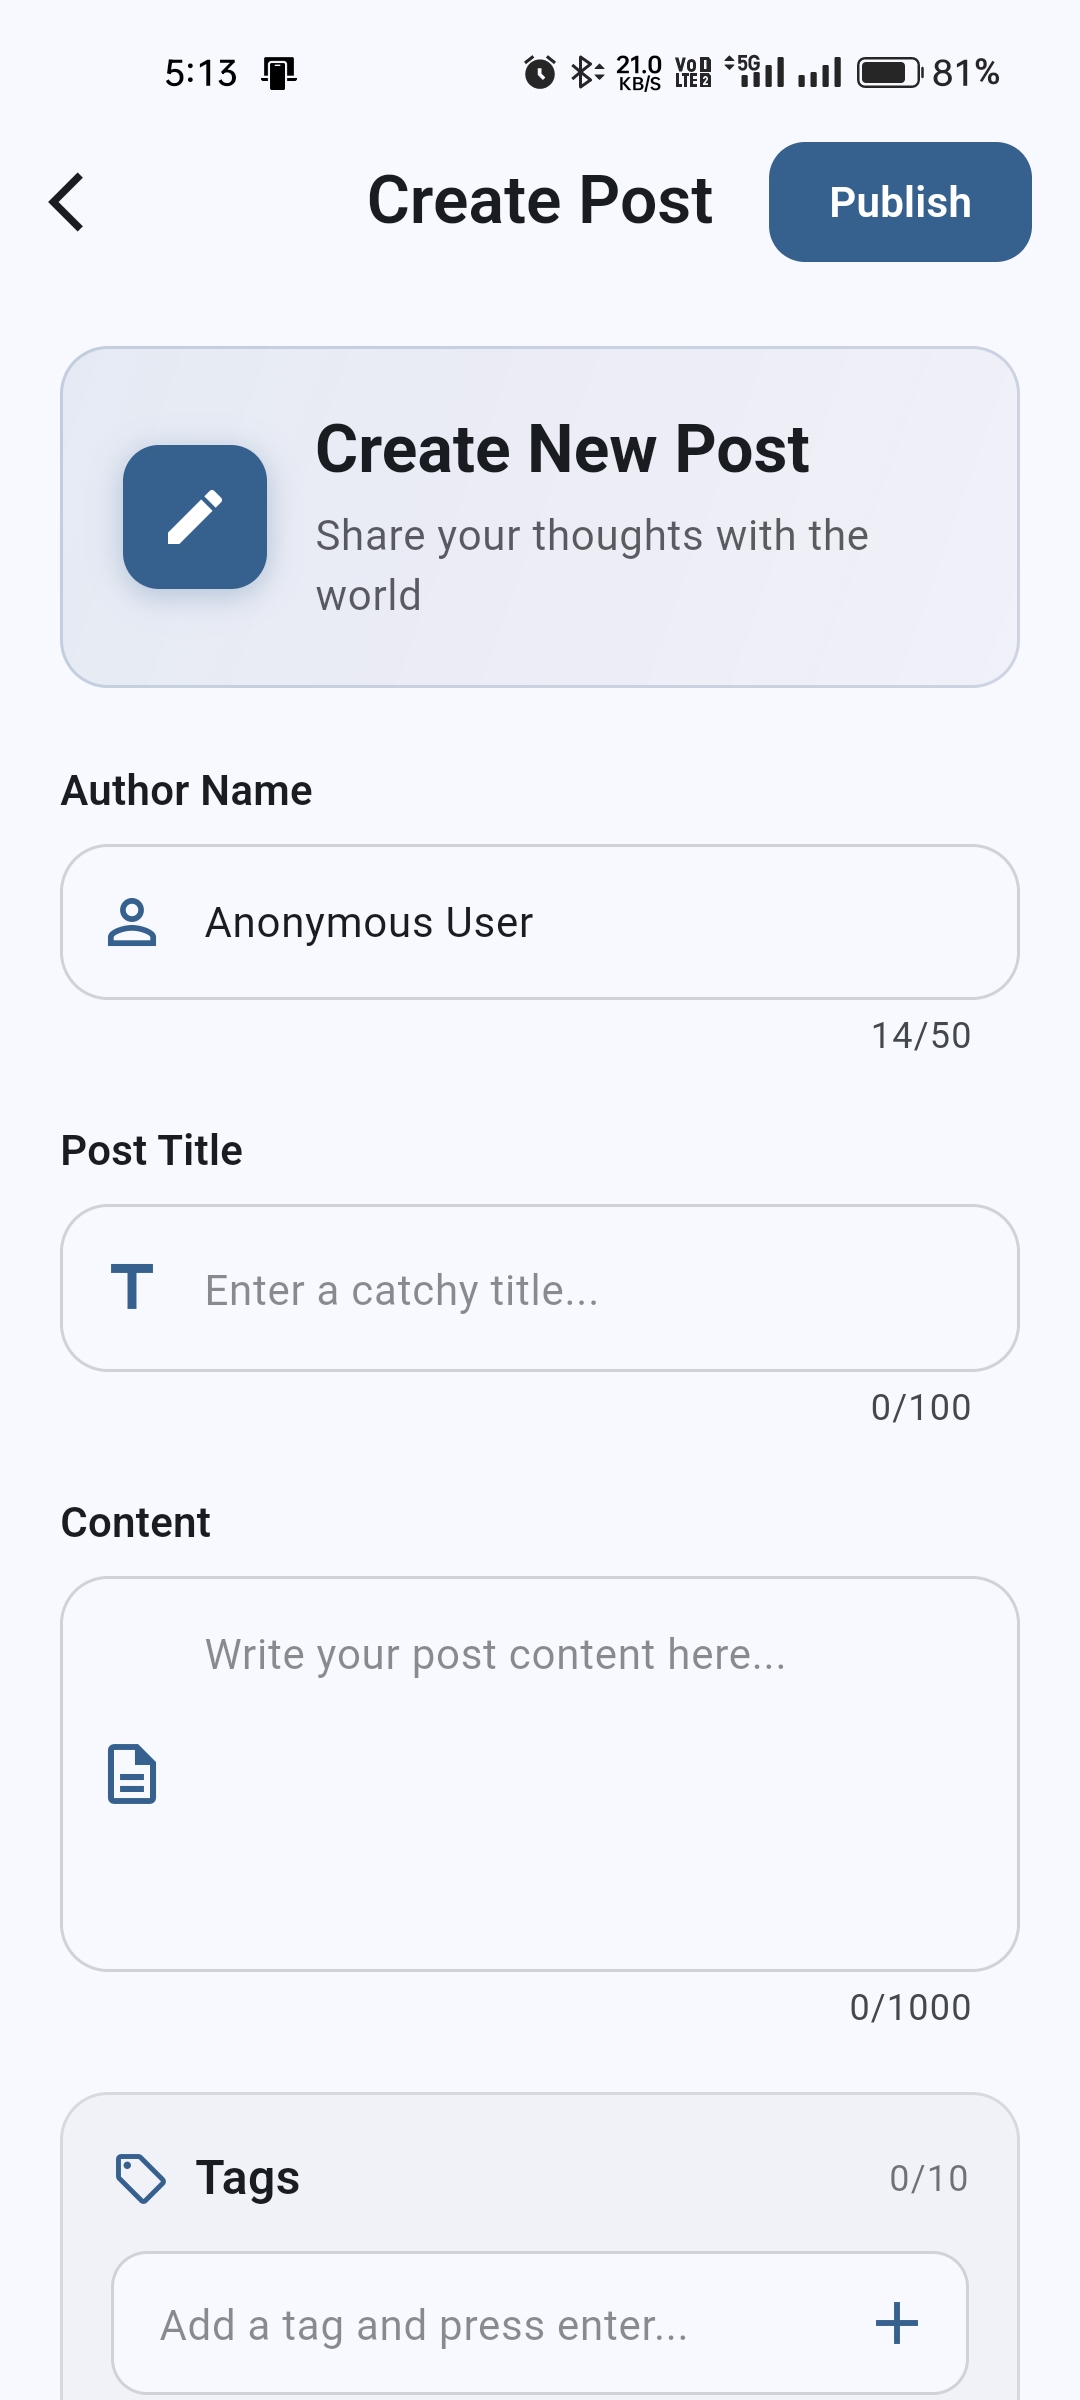 5:13
21.0 KB/S VoD LTE 2 5G 81%
Create Post
Publish
Create New Post
Share your thoughts with the
world
Author Name
Anonymous User
14/50
Post Title
Enter a catchy title...
0/100
Content
Write your post content here...
0/1000
Tags
0/10
Add a tag and press enter...